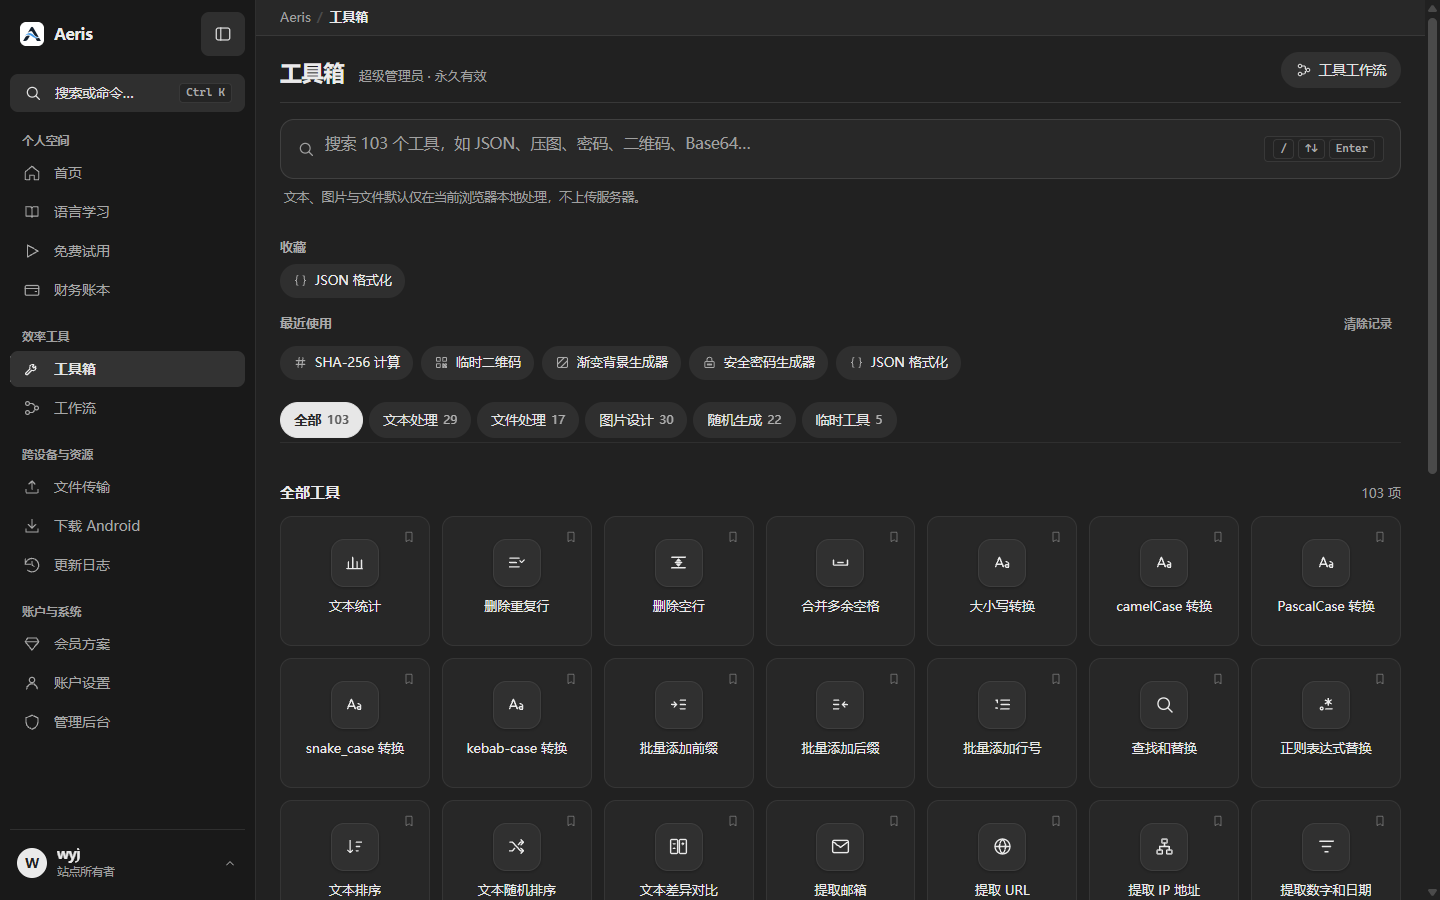 Aeris
搜索或命令... Ctrl K
个人空间
首页
语言学习
免费试用
财务账本
效率工具
工具箱
工作流
跨设备与资源
文件传输
下载 Android
更新日志
账户与系统
会员方案
账户设置
管理后台
W wyj
站点所有者
Aeris / 工具箱
工具箱 超级管理员 · 永久有效 工具工作流
搜索 103 个工具，如 JSON、压图、密码、二维码、Base64... / ↑↓ Enter
文本、图片与文件默认仅在当前浏览器本地处理，不上传服务器。
收藏
JSON 格式化
最近使用 清除记录
SHA-256 计算 临时二维码 渐变背景生成器 安全密码生成器 JSON 格式化
全部 103 文本处理 29 文件处理 17 图片设计 30 随机生成 22 临时工具 5
全部工具 103 项
文本统计 删除重复行 删除空行 合并多余空格 大小写转换 camelCase 转换 PascalCase 转换
snake_case 转换 kebab-case 转换 批量添加前缀 批量添加后缀 批量添加行号 查找和替换 正则表达式替换
文本排序 文本随机排序 文本差异对比 提取邮箱 提取 URL 提取 IP 地址 提取数字和日期